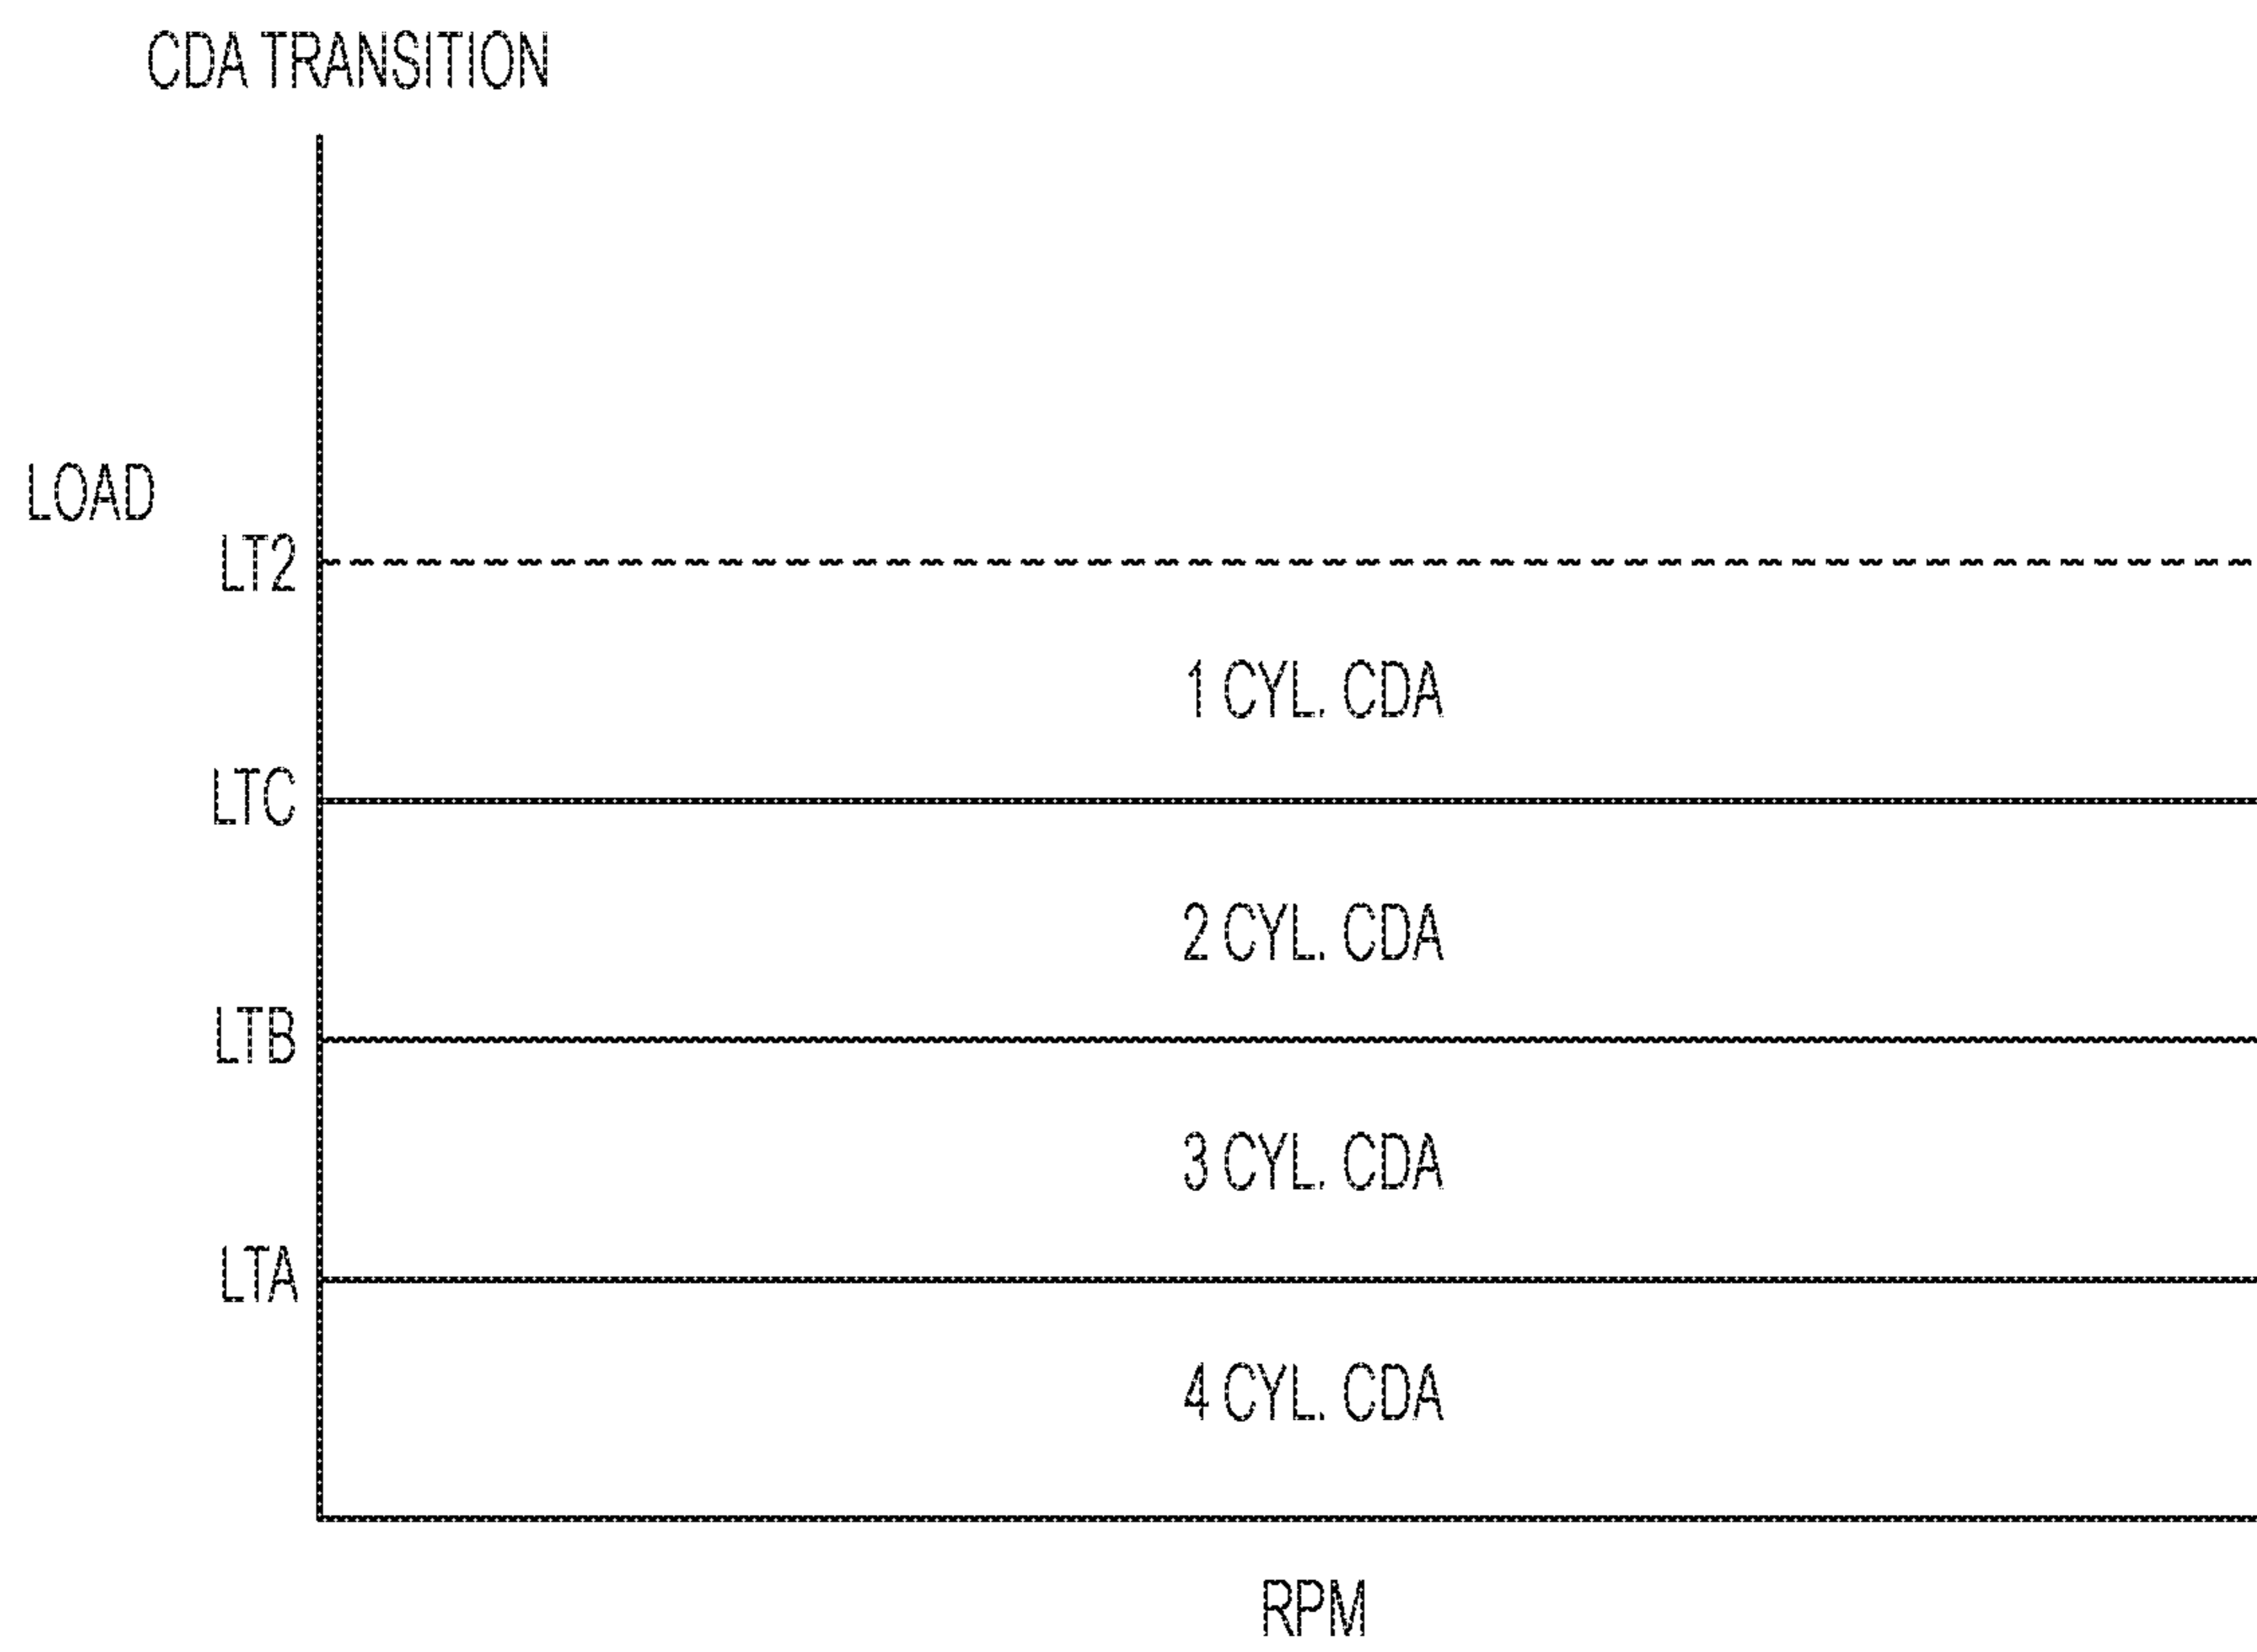 CDA TRANSITION
LOAD
LT2
1 CYL. CDA
LTC
2 CYL. CDA
LTB
3 CYL. CDA
LTA
4 CYL. CDA
RPM